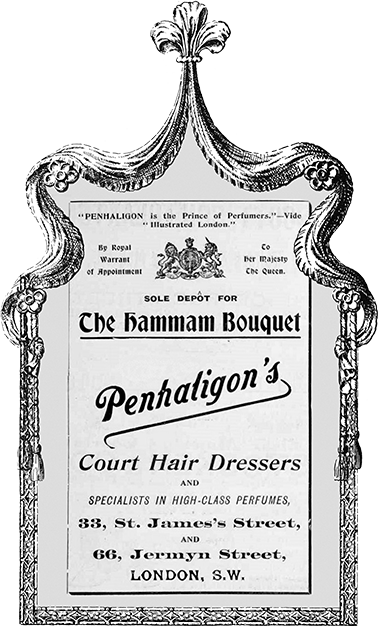 "PENHALIGON is the Prince of Perfumers."—Vide
"Illustrated London."
By Royal
Warrant
of Appointment
To
Her Majesty
The Queen.
SOLE DEPÔT FOR
The Hammam Bouquet
Penhaligon's
Court Hair Dressers
AND
SPECIALISTS IN HIGH-CLASS PERFUMES,
33, St. James's Street,
AND
66, Jermyn Street,
LONDON, S.W.